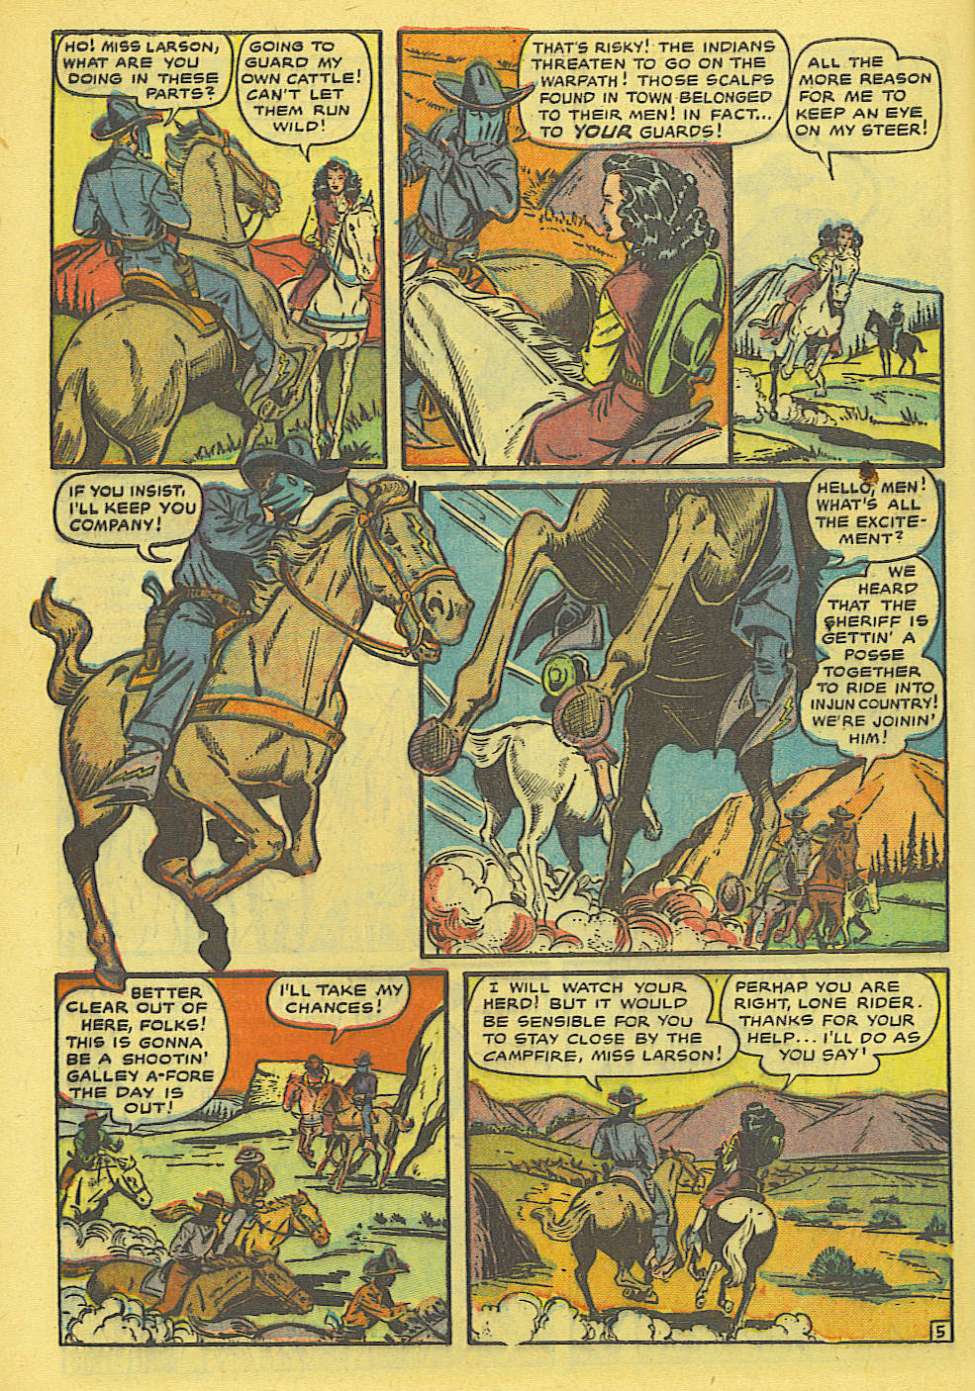 HO! MISS LARSON,
WHAT ARE YOU
DOING IN THESE
PARTS?
GOING TO
GUARD MY
OWN CATTLE!
CAN'T LET
THEM RUN
WILD!
THAT'S RISKY! THE INDIANS
THREATEN TO GO ON THE
WARPATH! THOSE SCALPS
FOUND IN TOWN BELONGED
TO THEIR MEN! IN FACT...
TO YOUR GUARDS!
ALL THE
MORE REASON
FOR ME TO
KEEP AN EYE
ON MY STEER!
IF YOU INSIST,
I'LL KEEP YOU
COMPANY!
HELLO, MEN!
WHAT'S ALL
THE EXCITE-
MENT?
WE
HEARD
THAT THE
SHERIFF IS
GETTIN' A
POSSE
TOGETHER
TO RIDE INTO
INJUN COUNTRY!
WE'RE JOININ'
HIM!
BETTER
CLEAR OUT OF
HERE, FOLKS!
THIS IS GONNA
BE A SHOOTIN'
GALLEY A-FORE
THE DAY IS
OUT!
I'LL TAKE MY
CHANCES!
I WILL WATCH YOUR
HERD! BUT IT WOULD
BE SENSIBLE FOR YOU
TO STAY CLOSE BY THE
CAMPFIRE, MISS LARSON!
PERHAP YOU ARE
RIGHT, LONE RIDER.
THANKS FOR YOUR
HELP... I'LL DO AS
YOU SAY!
5